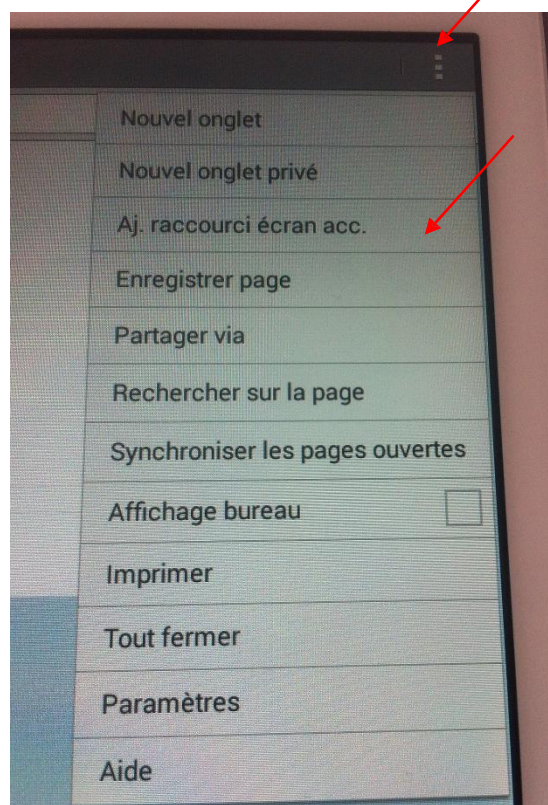 Nouvel onglet
Nouvel onglet privé
Aj. raccourci écran acc.
Enregistrer page
Partager via
Rechercher sur la page
Synchroniser les pages ouvertes
Affichage bureau
Imprimer
Tout fermer
Paramètres
Aide